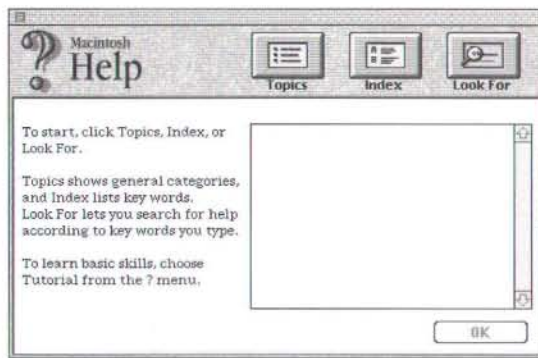 Macintosh
Help
Topics
Index
Look For
To start, click Topics, Index, or
Look For.
Topics shows general categories,
and Index lists key words.
Look For lets you search for help
according to key words you type.
To learn basic skills, choose
Tutorial from the ? menu.
OK